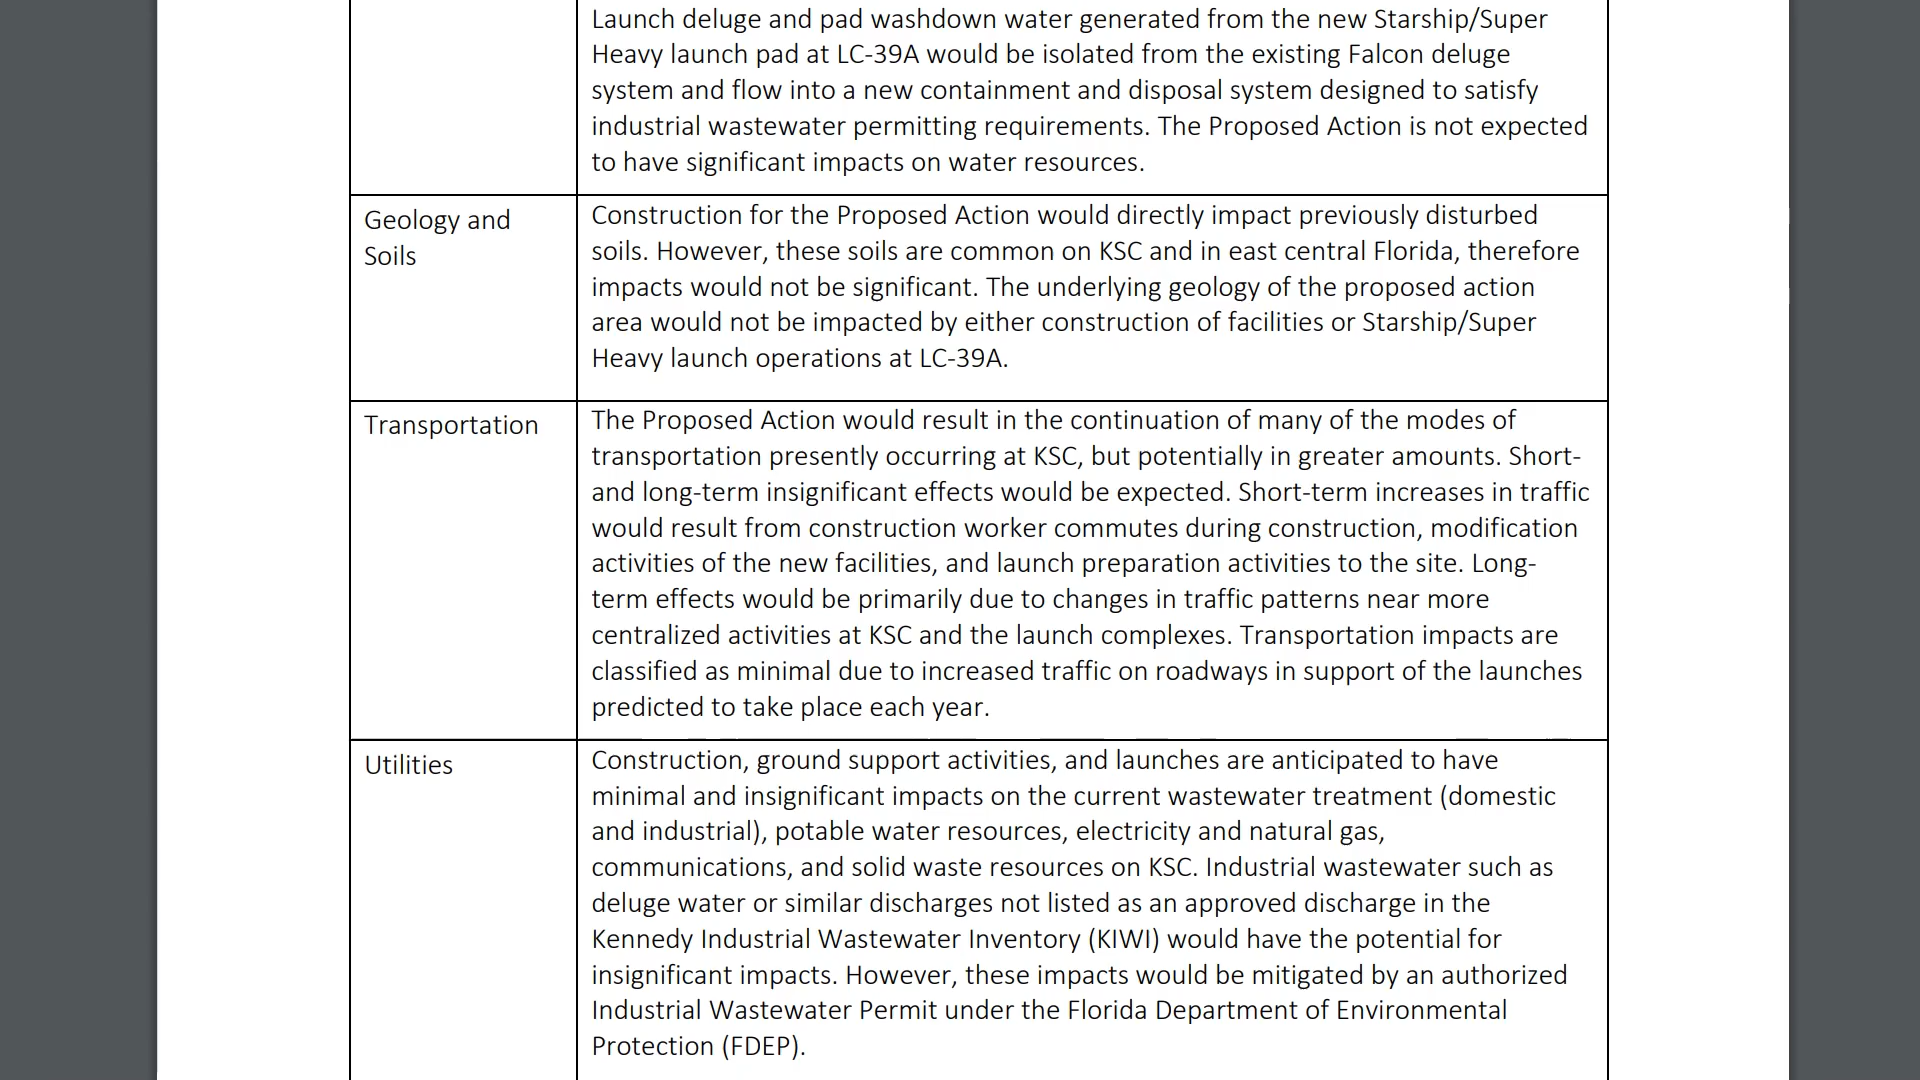 Launch deluge and pad washdown water generated from the new Starship/Super
Heavy launch pad at LC-39A would be isolated from the existing Falcon deluge
system and flow into a new containment and disposal system designed to satisfy
industrial wastewater permitting requirements. The Proposed Action is not expected
to have significant impacts on water resources.
Geology and
Soils
Construction for the Proposed Action would directly impact previously disturbed
soils. However, these soils are common on KSC and in east central Florida, therefore
impacts would not be significant. The underlying geology of the proposed action
area would not be impacted by either construction of facilities or Starship/Super
Heavy launch operations at LC-39A.
Transportation
The Proposed Action would result in the continuation of many of the modes of
transportation presently occurring at KSC, but potentially in greater amounts. Short-
and long-term insignificant effects would be expected. Short-term increases in traffic
would result from construction worker commutes during construction, modification
activities of the new facilities, and launch preparation activities to the site. Long-
term effects would be primarily due to changes in traffic patterns near more
centralized activities at KSC and the launch complexes. Transportation impacts are
classified as minimal due to increased traffic on roadways in support of the launches
predicted to take place each year.
Utilities
Construction, ground support activities, and launches are anticipated to have
minimal and insignificant impacts on the current wastewater treatment (domestic
and industrial), potable water resources, electricity and natural gas,
communications, and solid waste resources on KSC. Industrial wastewater such as
deluge water or similar discharges not listed as an approved discharge in the
Kennedy Industrial Wastewater Inventory (KIWI) would have the potential for
insignificant impacts. However, these impacts would be mitigated by an authorized
Industrial Wastewater Permit under the Florida Department of Environmental
Protection (FDEP).